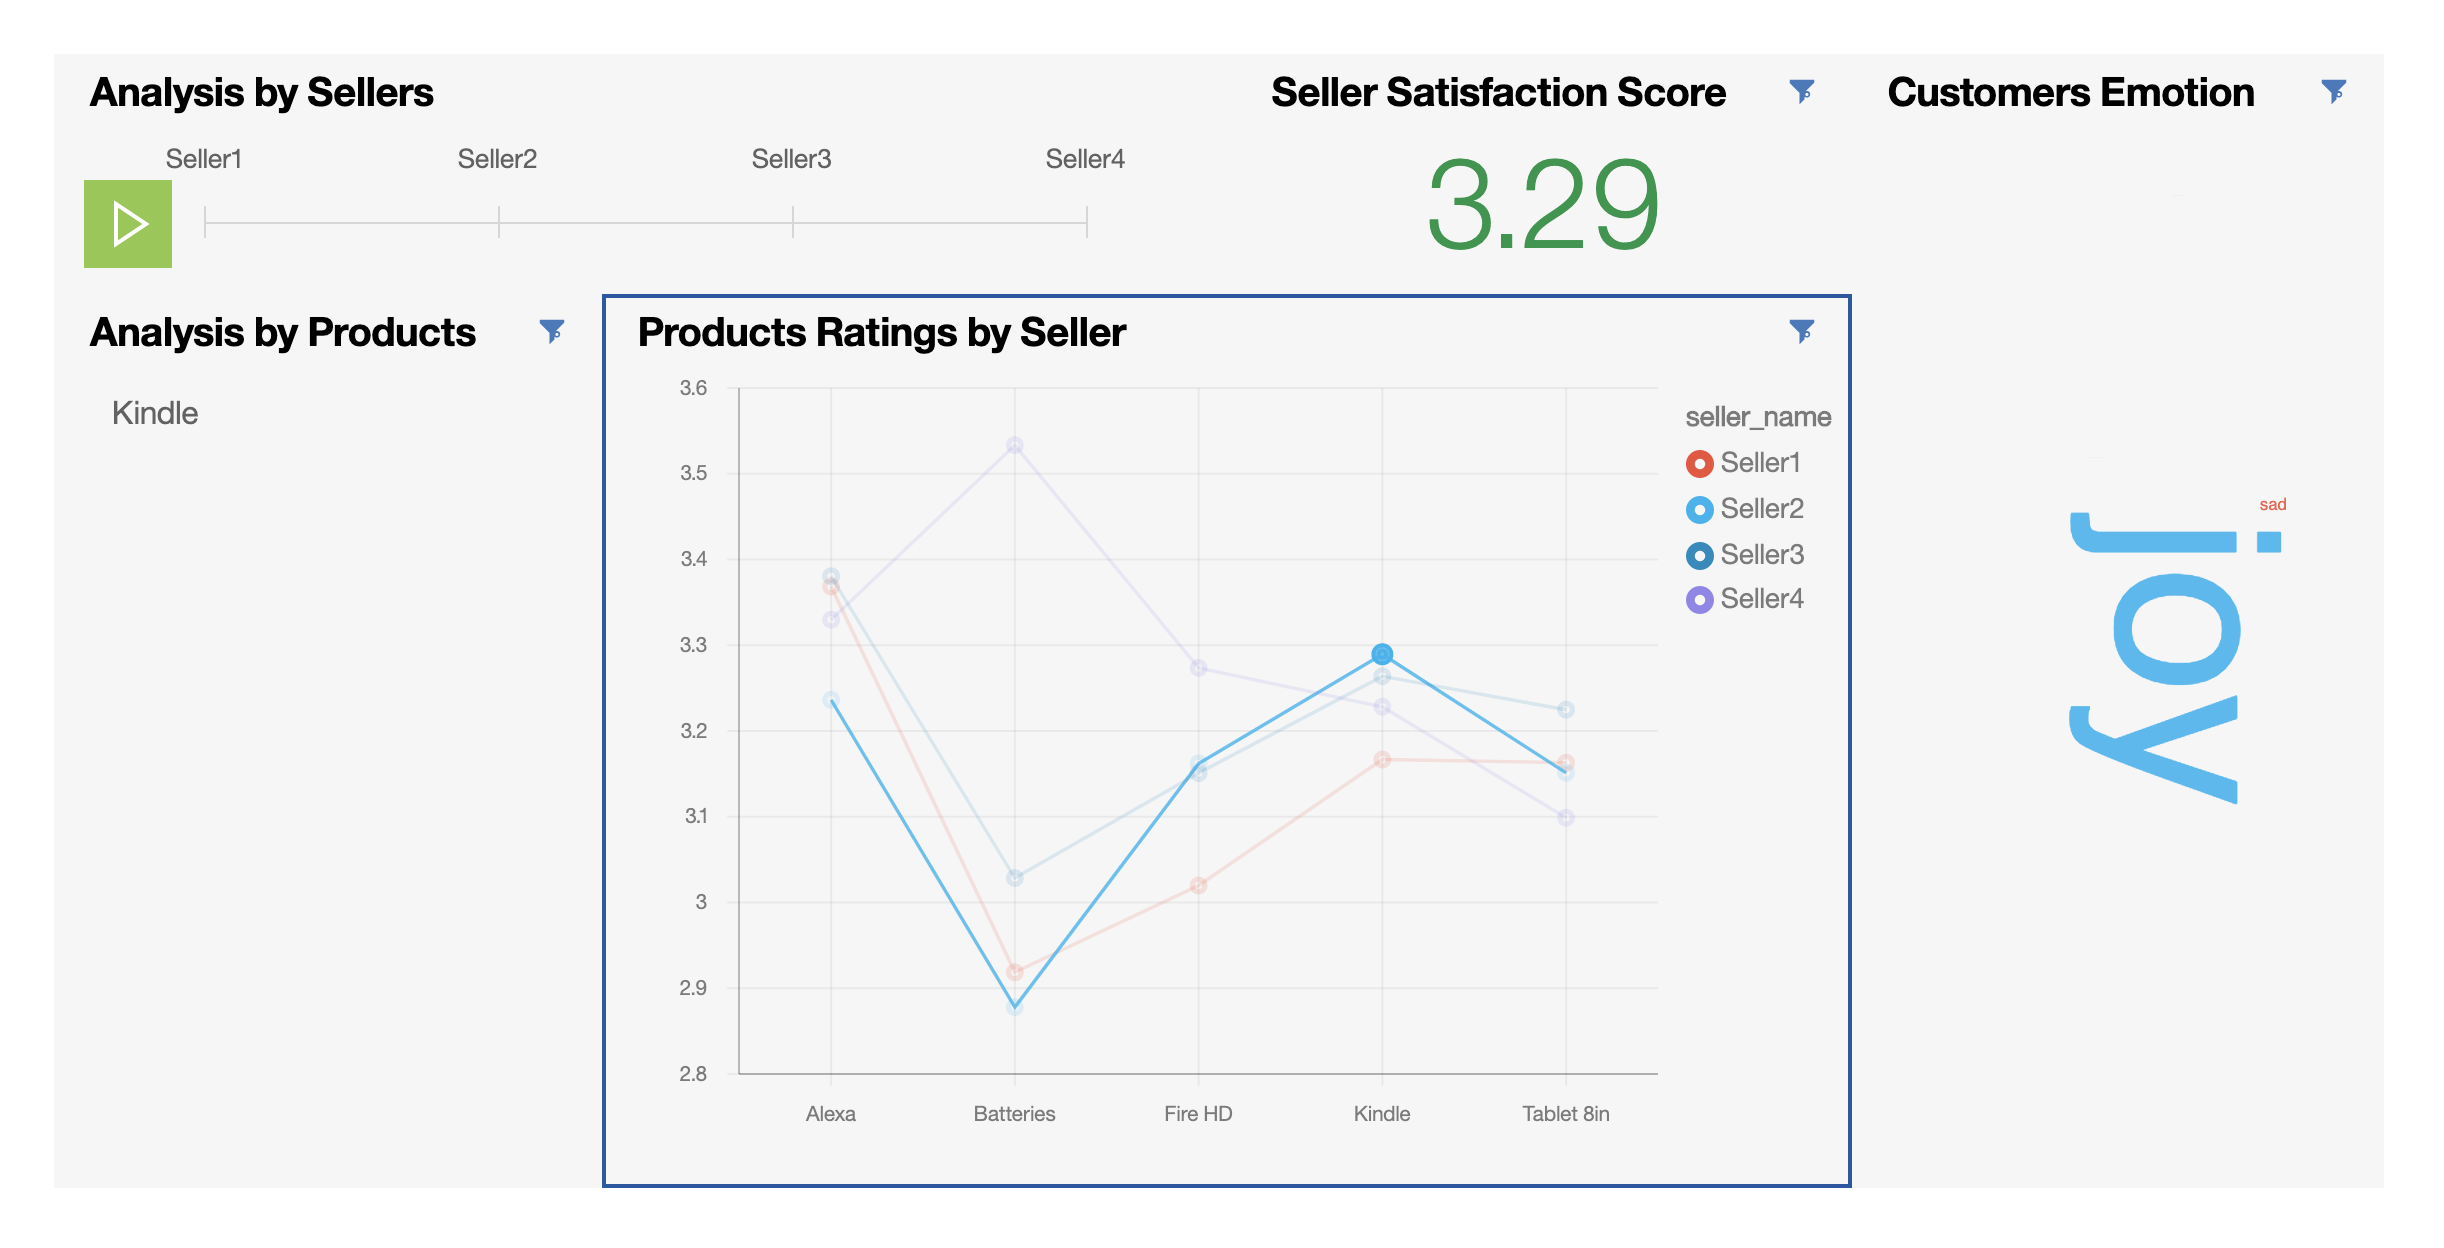 Analysis by Sellers
Seller1 Seller2 Seller3 Seller4
Seller Satisfaction Score
3.29
Customers Emotion
sad
joy
Analysis by Products
Kindle
Products Ratings by Seller
3.6
3.5
3.4
3.3
3.2
3.1
3
2.9
2.8
Alexa Batteries Fire HD Kindle Tablet 8in
seller_name
Seller1
Seller2
Seller3
Seller4